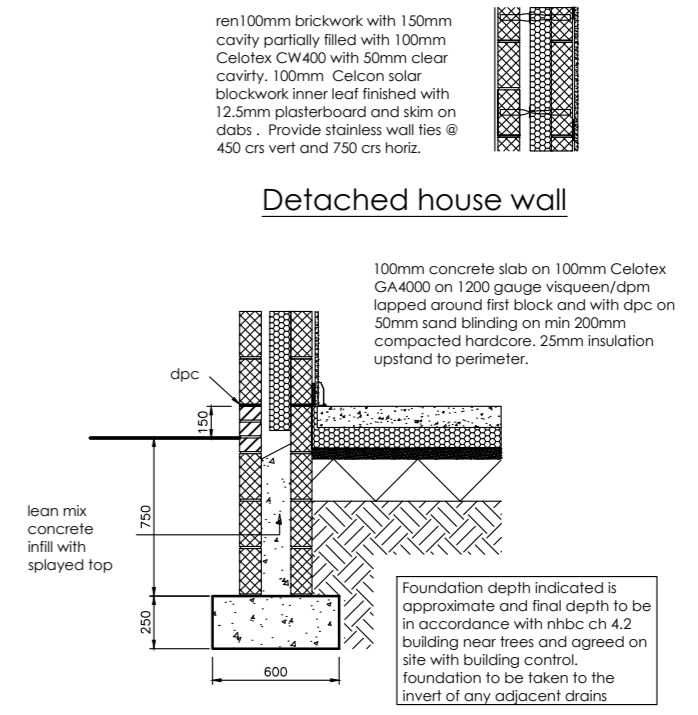 ren100mm brickwork with 150mm
cavity partially filled with 100mm
Celotex CW400 with 50mm clear
cavirty. 100mm Celcon solar
blockwork inner leaf finished with
12.5mm plasterboard and skim on
dabs . Provide stainless wall ties @
450 crs vert and 750 crs horiz.
Detached house wall
100mm concrete slab on 100mm Celotex
GA4000 on 1200 gauge visqueen/dpm
lapped around first block and with dpc on
50mm sand blinding on min 200mm
compacted hardcore. 25mm insulation
upstand to perimeter.
dpc
150
750
lean mix
concrete
infill with
splayed top
250
600
Foundation depth indicated is
approximate and final depth to be
in accordance with nhbc ch 4.2
building near trees and agreed on
site with building control.
foundation to be taken to the
invert of any adjacent drains